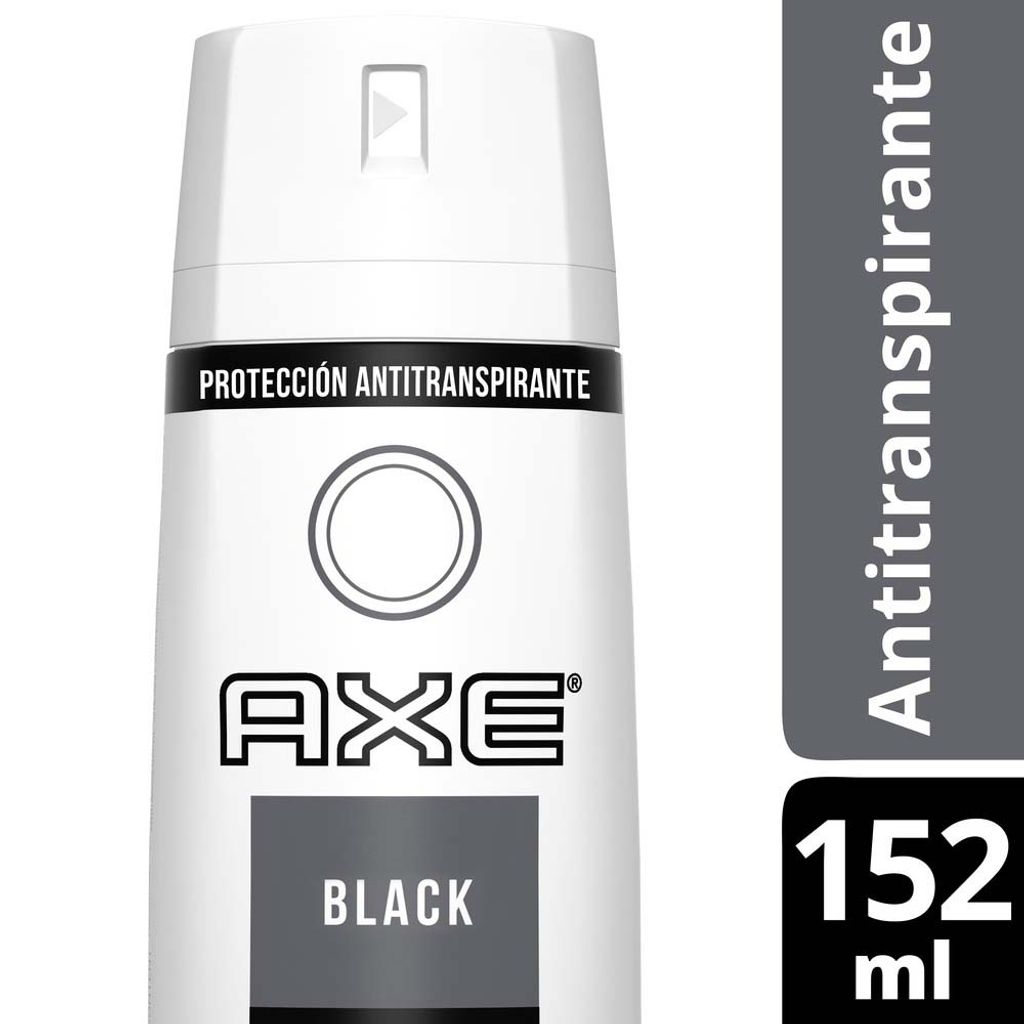 PROTECCIÓN ANTITRANSPIRANTE
AXE®
BLACK
Antitranspirante
152
ml